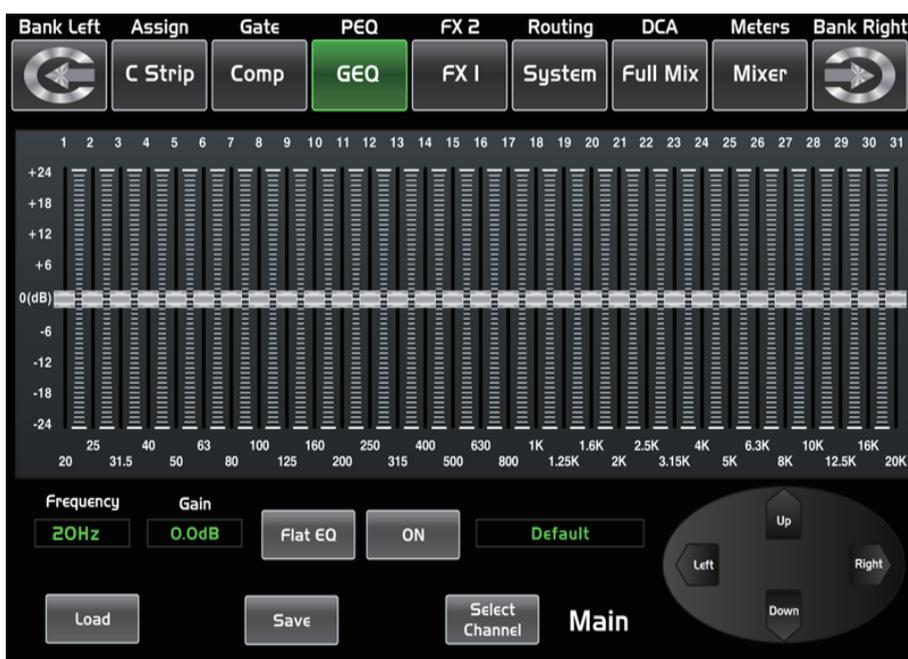 Bank Left Assign Gate PEQ FX 2 Routing DCA Meters Bank Right
C Strip Comp GEQ FX 1 System Full Mix Mixer
1 2 3 4 5 6 7 8 9 10 11 12 13 14 15 16 17 18 19 20 21 22 23 24 25 26 27 28 29 30 31
+24
+18
+12
+6
0(dB)
-6
-12
-18
-24
25 40 63 100 160 250 400 630 1K 1.6K 2.5K 4K 6.3K 10K 16K
20 31.5 50 80 125 200 315 500 800 1.25K 2K 3.15K 5K 8K 12.5K 20K
Frequency Gain
20Hz 0.0dB Flat EQ ON Default
Up
Left Right
Down
Load Save Select Channel Main